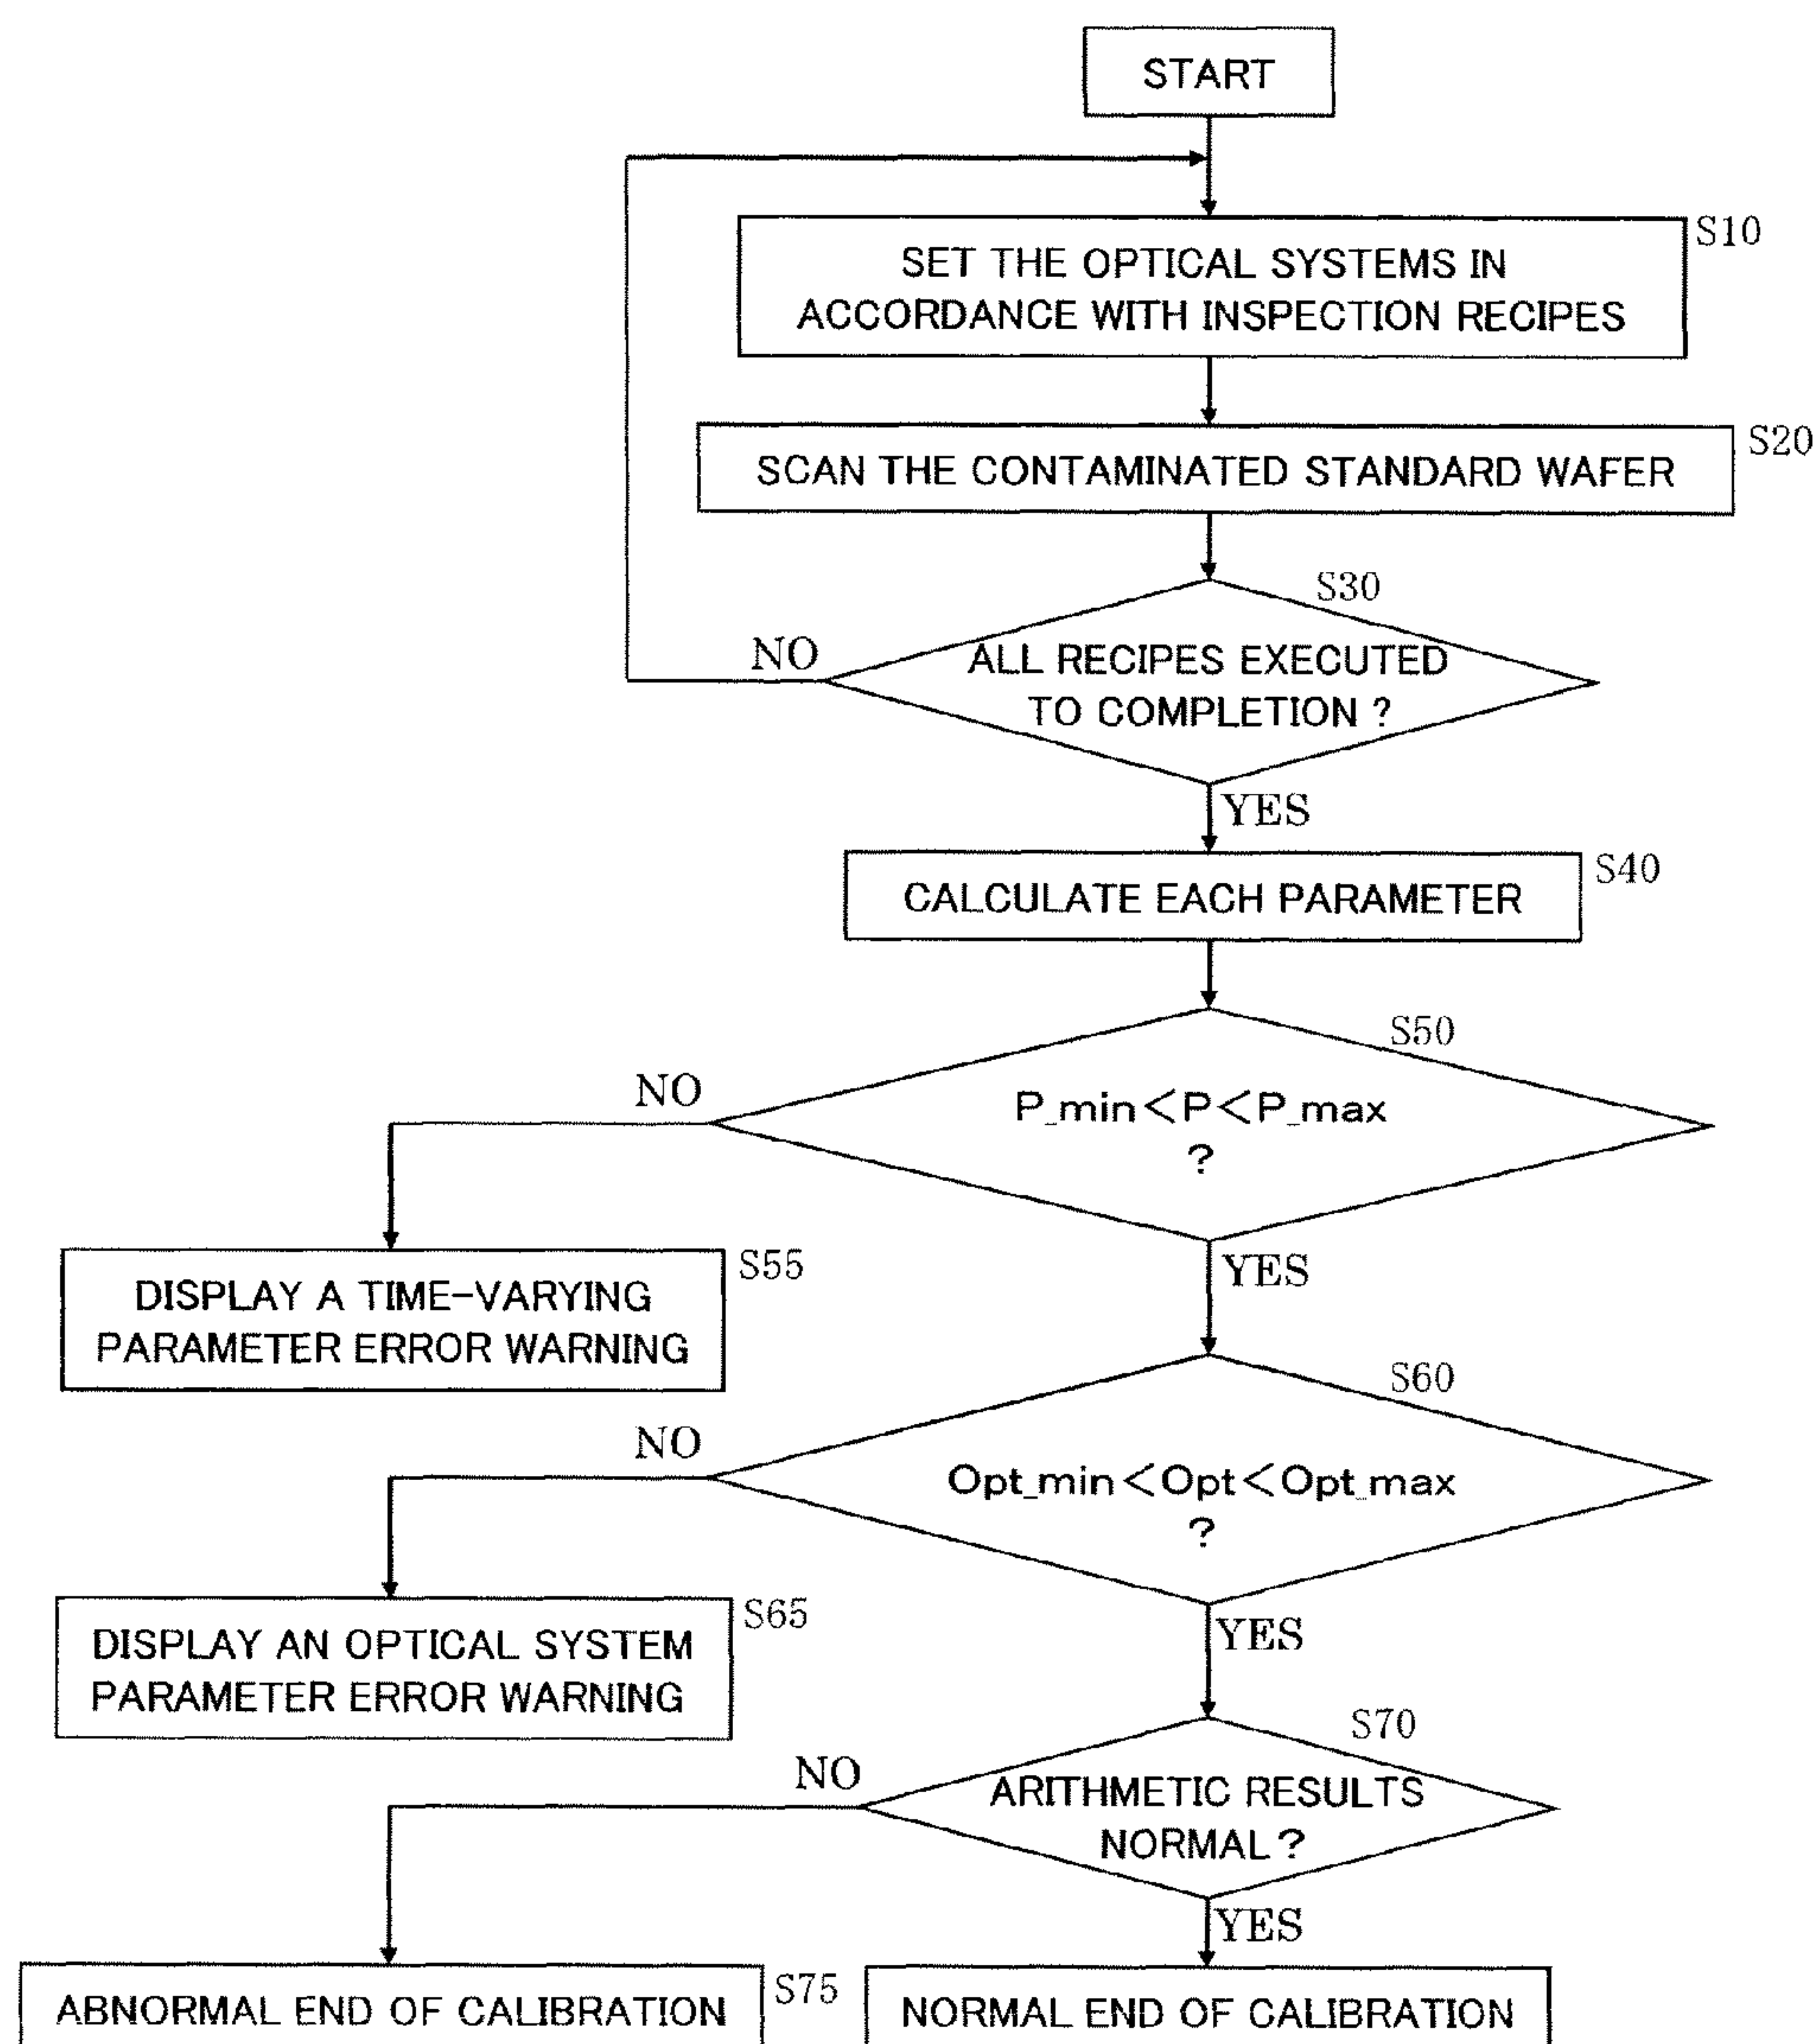 START
S10
SET THE OPTICAL SYSTEMS IN
ACCORDANCE WITH INSPECTION RECIPES
S20
SCAN THE CONTAMINATED STANDARD WAFER
S30
NO
ALL RECIPES EXECUTED
TO COMPLETION ?
YES
S40
CALCULATE EACH PARAMETER
S50
NO
P_min＜P＜P_max
?
S55
YES
DISPLAY A TIME-VARYING
PARAMETER ERROR WARNING
S60
NO
Opt_min＜Opt＜Opt_max
?
S65
YES
DISPLAY AN OPTICAL SYSTEM
PARAMETER ERROR WARNING
S70
NO
ARITHMETIC RESULTS
NORMAL ?
YES
ABNORMAL END OF CALIBRATION
S75
NORMAL END OF CALIBRATION